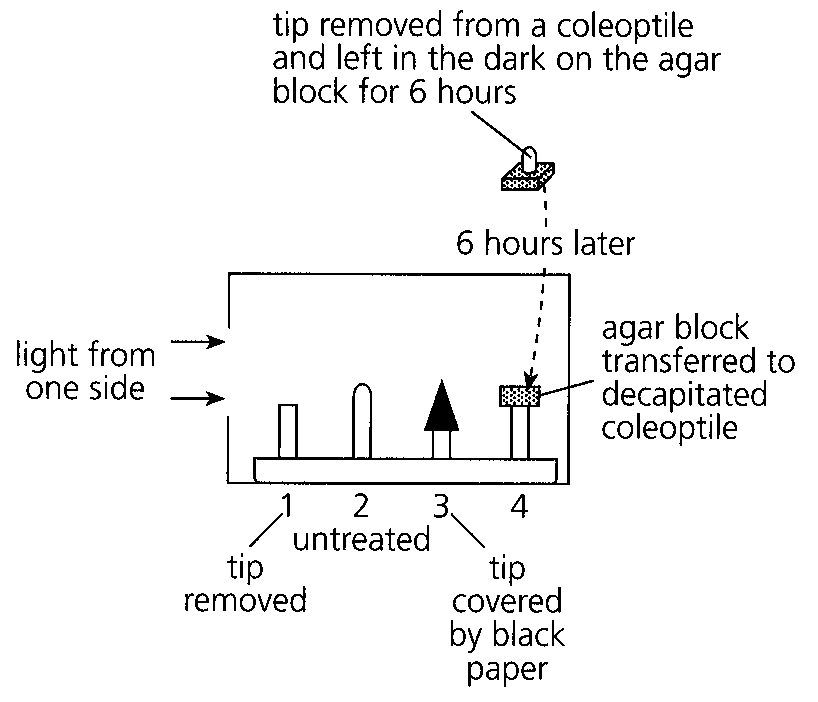 tip removed from a coleoptile
and left in the dark on the agar
block for 6 hours
6 hours later
light from
one side
agar block
transferred to
decapitated
coleoptile
1 2 3 4
untreated
tip
removed
tip
covered
by black
paper